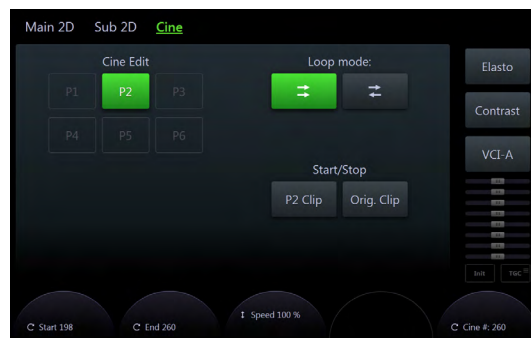 Main 2D Sub 2D Cine
Cine Edit Loop mode:
P1 P2 P3
P4 P5 P6
Start/Stop
P2 Clip Orig. Clip
Elasto
Contrast
VCI-A
Init TGC
Start 198 End 260 Speed 100 % Cine #: 260